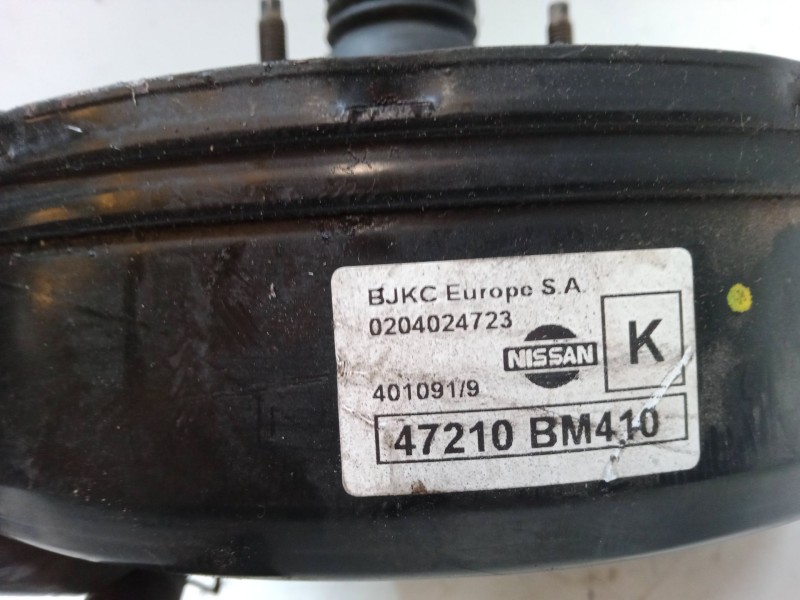 BJKC Europe S.A.
0204024723
NISSAN
K
401091/9
47210 BM410